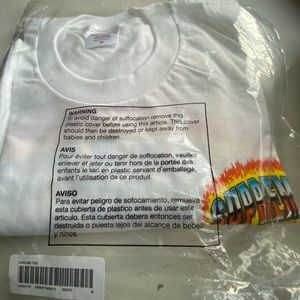 WARNING
To avoid danger of suffocation remove this
plastic cover before using this article. This cover
should then be destroyed or kept away from
babies and children.
AVIS
Pour éviter tout danger de suffocation, veuillez
enlever et jeter ou tenir hors de la portée des
enfants le sac en plastic servant d'emballage,
avant l'utilisation de ce produit.
AVISO
Para evitar peligro de sofocamiento, remueva
esta cubierta de plastico antes de usar este
artículo. Esta cubierta debera entonces ser
destruida o puesta lejos del alcance de bebes
y ninos.
SUPREM